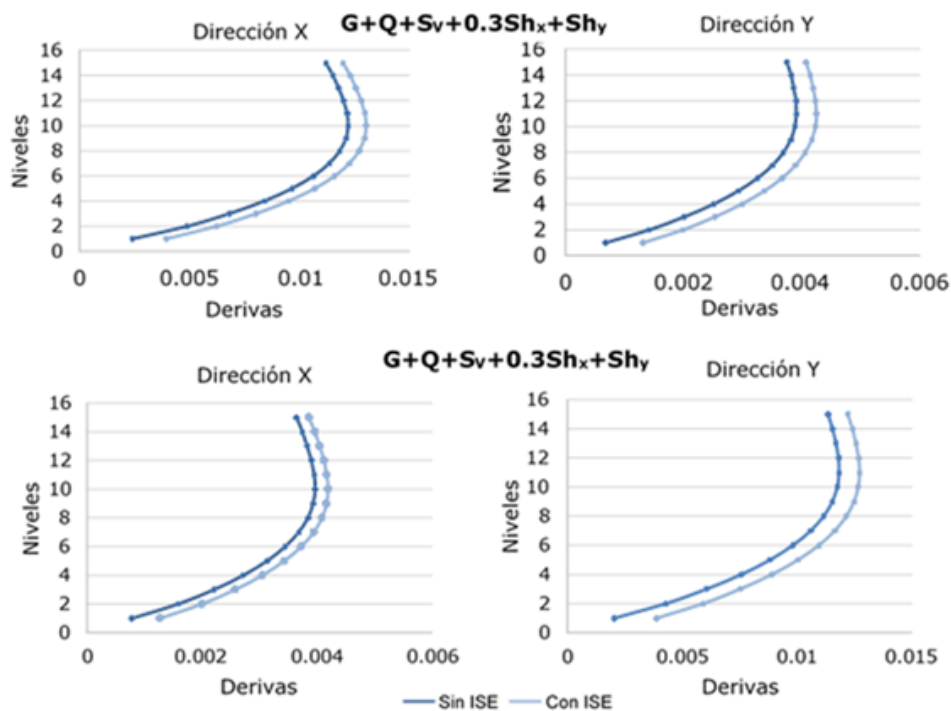 G+Q+Sv+0.3Shx+Shy
Dirección X
Dirección Y
16
14
12
10
8
6
4
2
0
Niveles
0 0.005 0.01 0.015
Derivas
16
14
12
10
8
6
4
2
0
Niveles
0 0.002 0.004 0.006
Derivas
G+Q+Sv+0.3Shx+Shy
Dirección X
Dirección Y
16
14
12
10
8
6
4
2
0
Niveles
0 0.002 0.004 0.006
Derivas
16
14
12
10
8
6
4
2
0
Niveles
0 0.005 0.01 0.015
Derivas
Sin ISE Con ISE